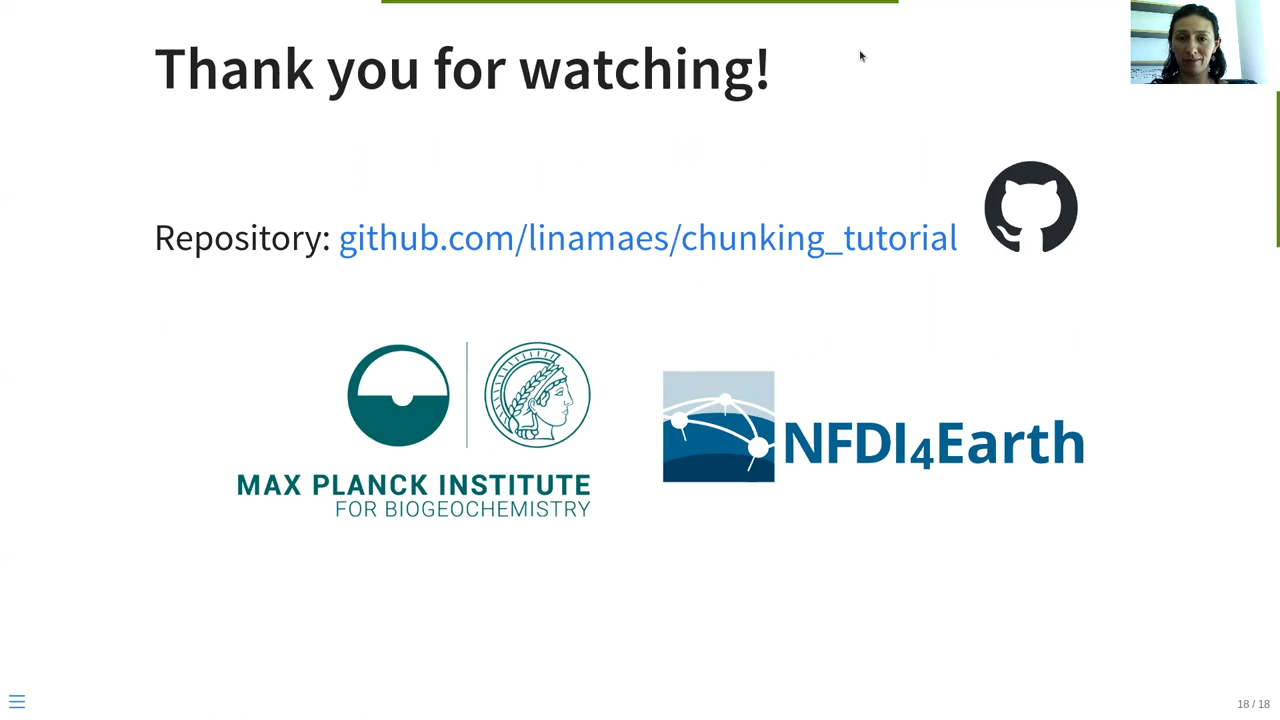 Thank you for watching!
Repository: github.com/linamaes/chunking_tutorial
MAX PLANCK INSTITUTE
FOR BIOGEOCHEMISTRY
NFDI4Earth
18 / 18